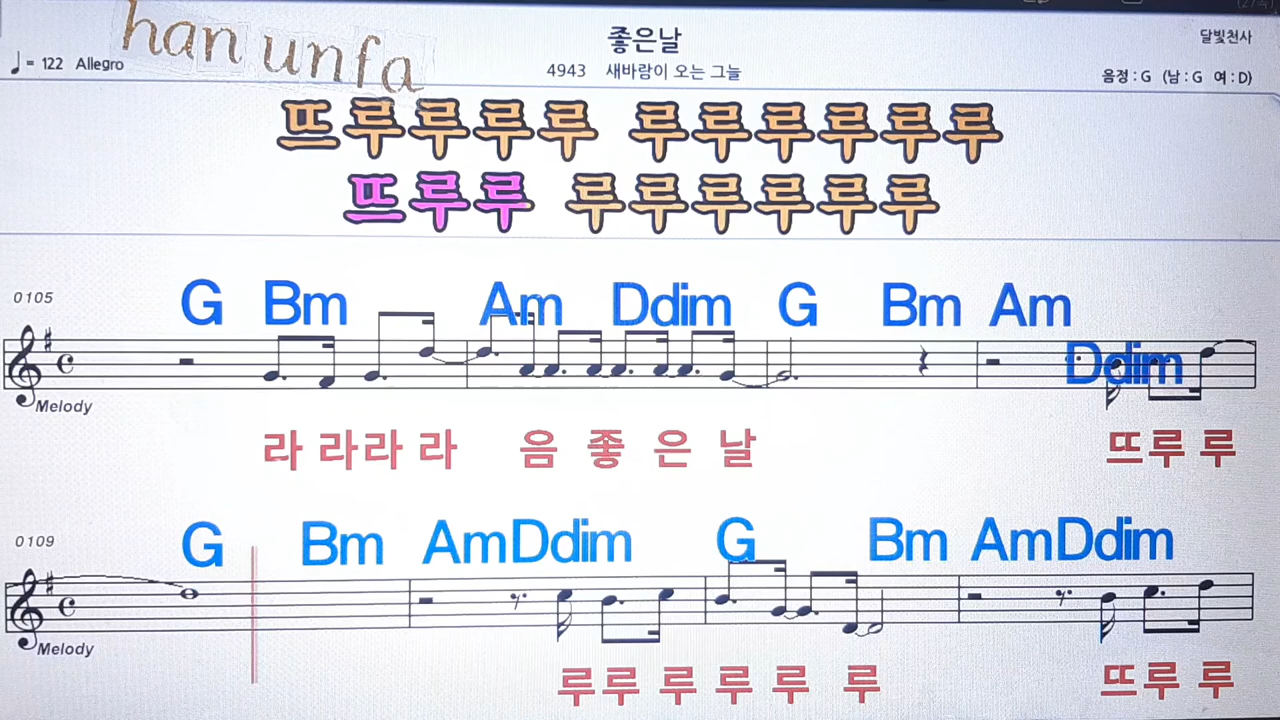 han unfa
좋은날
달빛천사
♩= 122 Allegro
4943 새바람이 오는 그늘
음정 : G (남 : G 여 : D)
뜨루루루루 루루루루루루
뜨루루 루루루루루루
0105
G Bm Am Ddim G Bm Am Ddim
Melody
라 라라 라 음 좋 은 날 뜨루 루
0109
G Bm Am Ddim G Bm Am Ddim
Melody
루루 루 루 루 루 뜨루 루